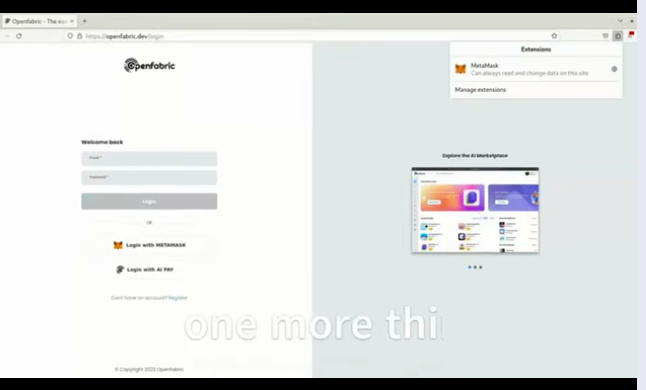 Openfabric - The eas
https://openfabric.dev/login
Extensions
MetaMask
Can always read and change data on this site
Manage extensions
Openfabric
Welcome back
Email *
Password *
Login
OR
Login with METAMASK
Login with AI PAY
Don't have an account? Register
© Copyright 2023 Openfabric
Explore the AI Marketplace
one more thi